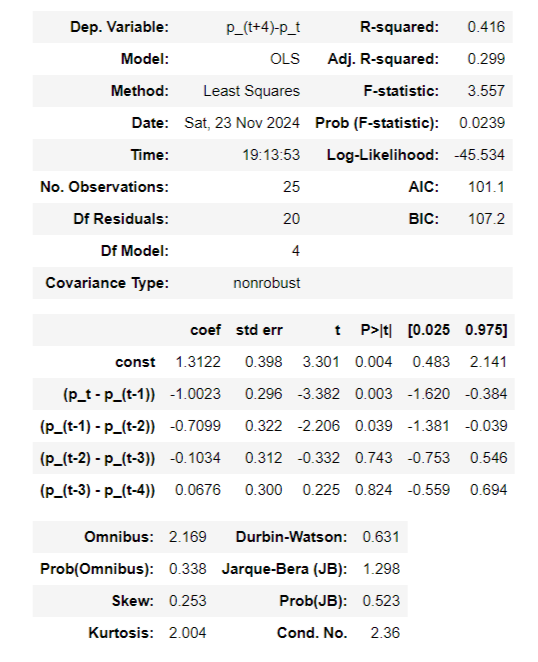 Dep. Variable: p_(t+4)-p_t R-squared: 0.416
Model: OLS Adj. R-squared: 0.299
Method: Least Squares F-statistic: 3.557
Date: Sat, 23 Nov 2024 Prob (F-statistic): 0.0239
Time: 19:13:53 Log-Likelihood: -45.534
No. Observations: 25 AIC: 101.1
Df Residuals: 20 BIC: 107.2
Df Model: 4
Covariance Type: nonrobust
coef std err t P>|t| [0.025 0.975]
const 1.3122 0.398 3.301 0.004 0.483 2.141
(p_t - p_(t-1)) -1.0023 0.296 -3.382 0.003 -1.620 -0.384
(p_(t-1) - p_(t-2)) -0.7099 0.322 -2.206 0.039 -1.381 -0.039
(p_(t-2) - p_(t-3)) -0.1034 0.312 -0.332 0.743 -0.753 0.546
(p_(t-3) - p_(t-4)) 0.0676 0.300 0.225 0.824 -0.559 0.694
Omnibus: 2.169 Durbin-Watson: 0.631
Prob(Omnibus): 0.338 Jarque-Bera (JB): 1.298
Skew: 0.253 Prob(JB): 0.523
Kurtosis: 2.004 Cond. No. 2.36